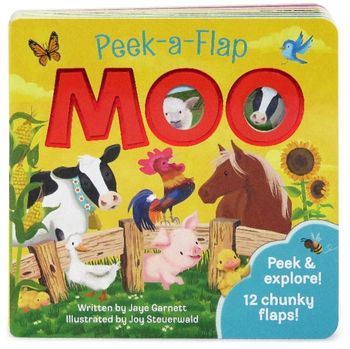 Peek-a-Flap
MOO
Peek &
explore!
12 chunky
flaps!
Written by Jaye Garnett
Illustrated by Joy Steuerwald